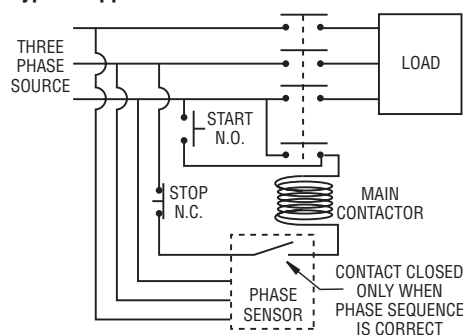 THREE
PHASE
SOURCE
LOAD
START
N.O.
STOP
N.C.
MAIN
CONTACTOR
PHASE
SENSOR
CONTACT CLOSED
ONLY WHEN
PHASE SEQUENCE
IS CORRECT